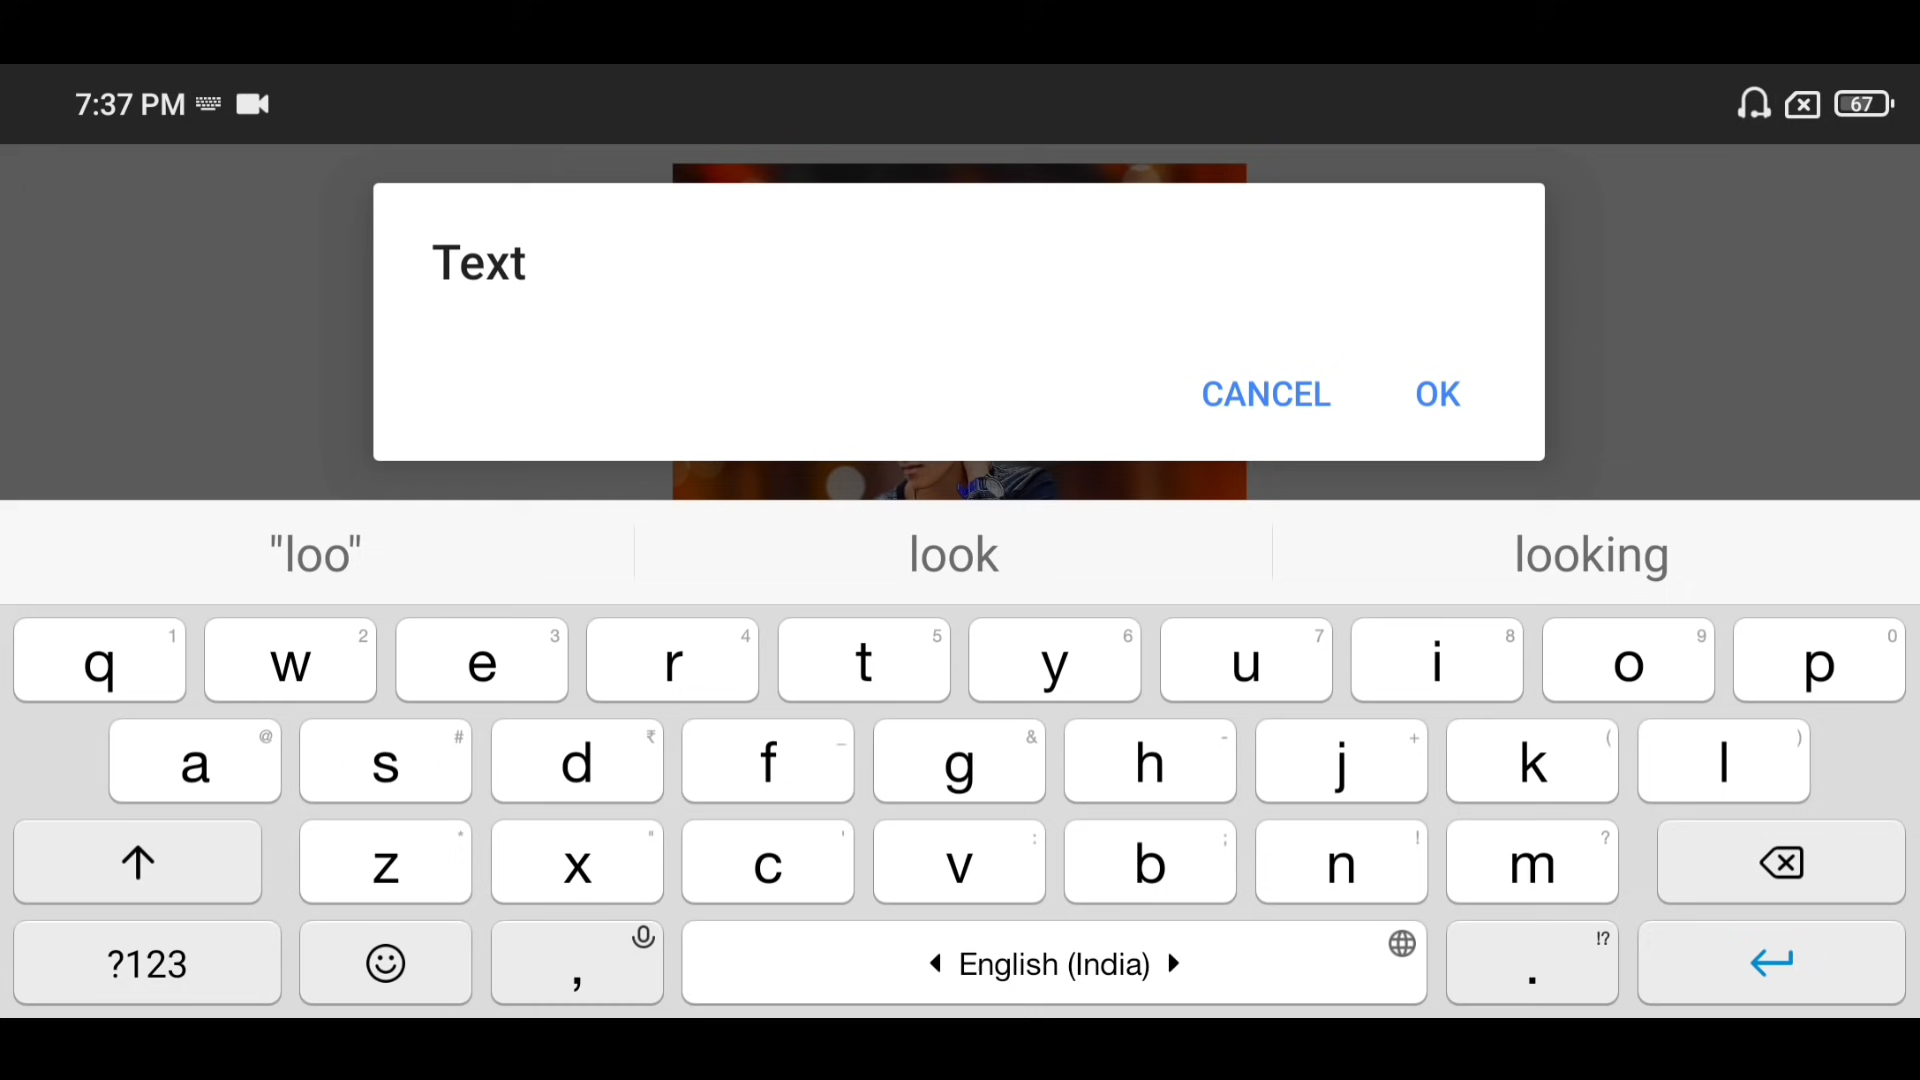 7:37 PM
67
Text
CANCEL OK
"loo" look looking
q 1 w 2 e 3 r 4 t 5 y 6 u 7 i 8 o 9 p 0
a @ s # d ₹ f _ g & h - j + k ( l )
z * x " c ' v : b ; n ! m ?
?123 , English (India) . !?